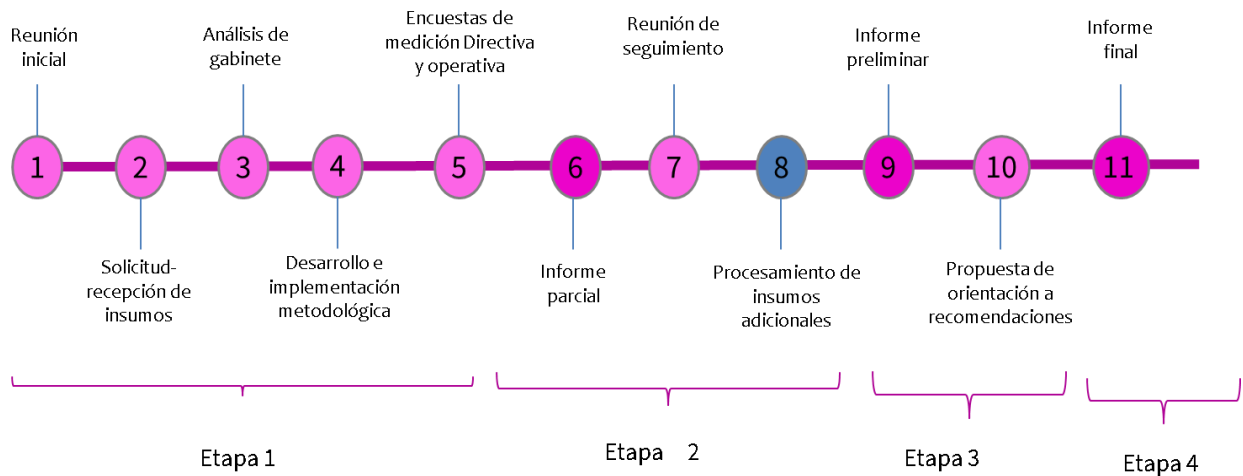 Reunión
inicial
Análisis de
gabinete
Encuestas de
medición Directiva
y operativa
Reunión de
seguimiento
Informe
preliminar
Informe
final
1
2
3
4
5
6
7
8
9
10
11
Solicitud-
recepción de
insumos
Desarrollo e
implementación
metodológica
Informe
parcial
Procesamiento de
insumos
adicionales
Propuesta de
orientación a
recomendaciones
Etapa 1
Etapa 2
Etapa 3
Etapa 4